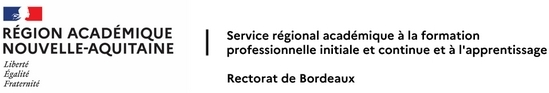 RÉGION ACADÉMIQUE
NOUVELLE-AQUITAINE
Liberté
Égalité
Fraternité
Service régional académique à la formation
professionnelle initiale et continue et à l'apprentissage
Rectorat de Bordeaux